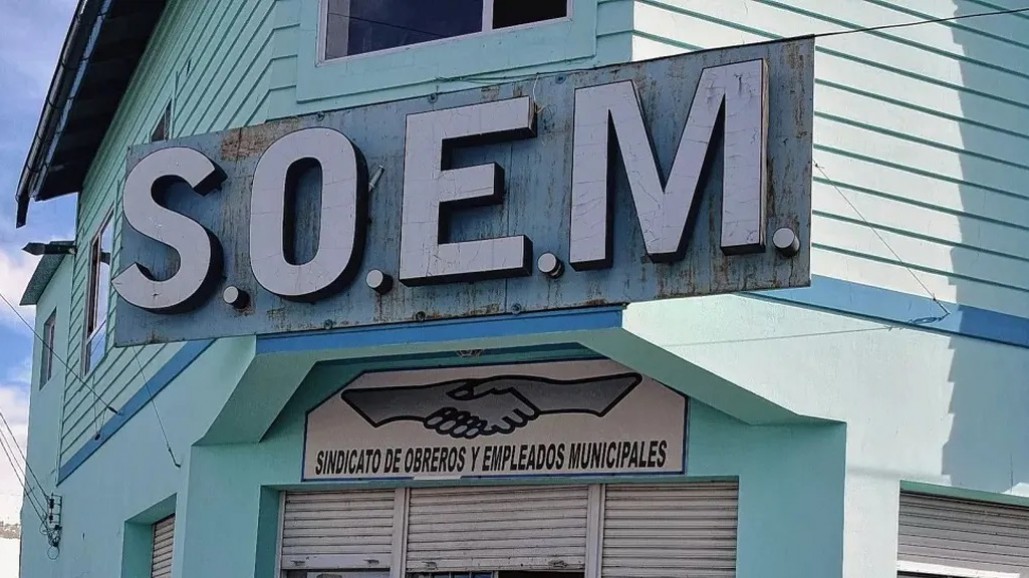 S.O.E.M.
SINDICATO DE OBREROS Y EMPLEADOS MUNICIPALES